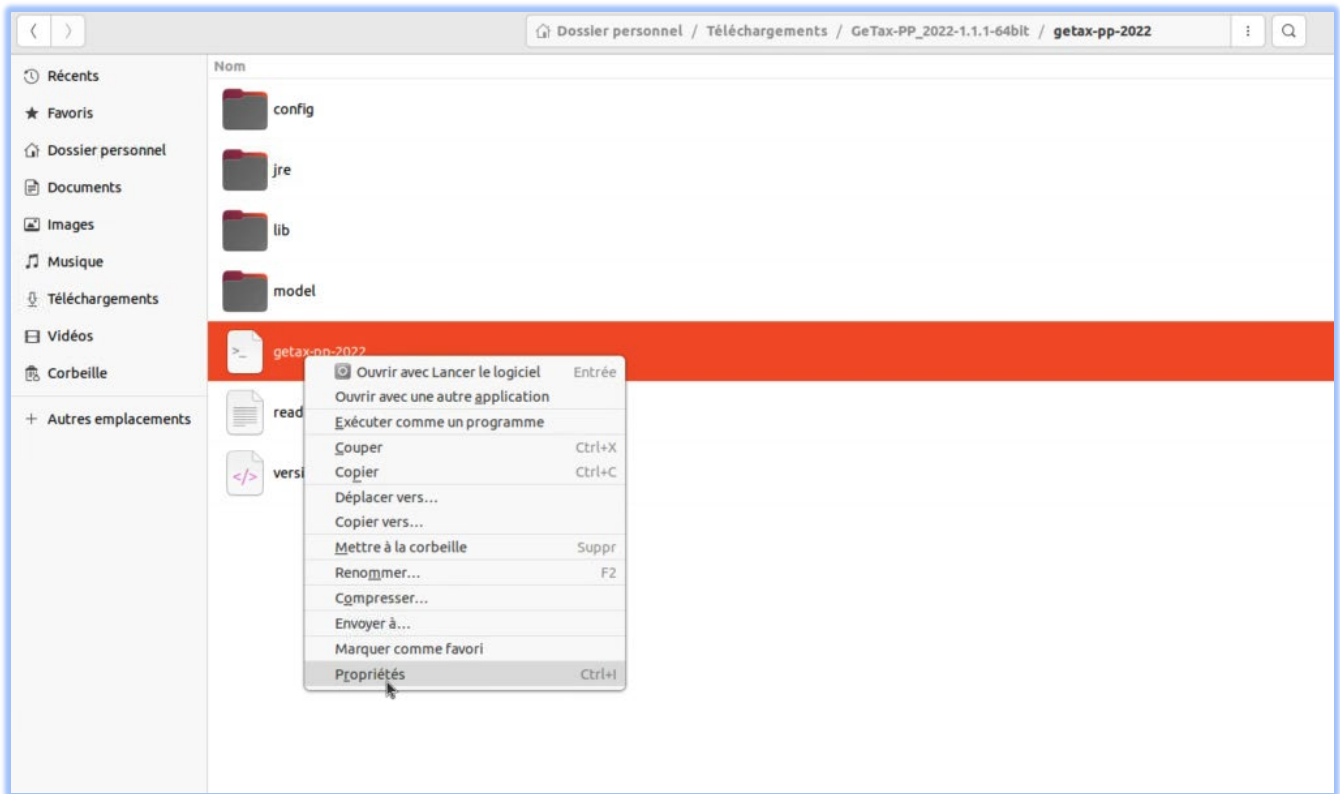 Dossier personnel / Téléchargements / GeTax-PP_2022-1.1.1-64bit / getax-pp-2022
Récents
Favoris
Dossier personnel
Documents
Images
Musique
Téléchargements
Vidéos
Corbeille
+ Autres emplacements
Nom
config
jre
lib
model
getax-pp-2022
read
versi
Ouvrir avec Lancer le logiciel Entrée
Ouvrir avec une autre application
Exécuter comme un programme
Couper Ctrl+X
Copier Ctrl+C
Déplacer vers...
Copier vers...
Mettre à la corbeille Suppr
Renommer... F2
Compresser...
Envoyer à...
Marquer comme favori
Propriétés Ctrl+I